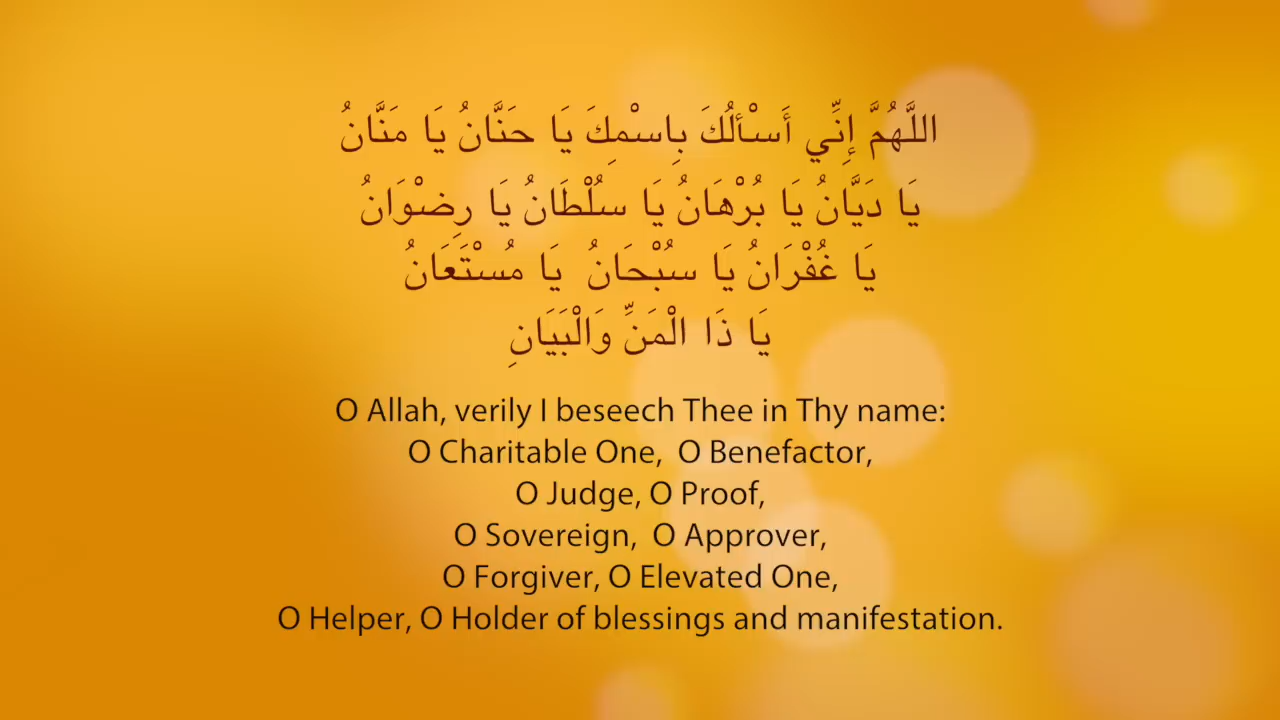 اللَّهُمَّ إِنِّي أَسْأَلُكَ بِاسْمِكَ يَا حَنَّانُ يَا مَنَّانُ
يَا دَيَّانُ يَا بُرْهَانُ يَا سُلْطَانُ يَا رِضْوَانُ
يَا غُفْرَانُ يَا سُبْحَانُ يَا مُسْتَعَانُ
يَا ذَا الْمَنِّ وَالْبَيَانِ
O Allah, verily I beseech Thee in Thy name:
O Charitable One, O Benefactor,
O Judge, O Proof,
O Sovereign, O Approver,
O Forgiver, O Elevated One,
O Helper, O Holder of blessings and manifestation.